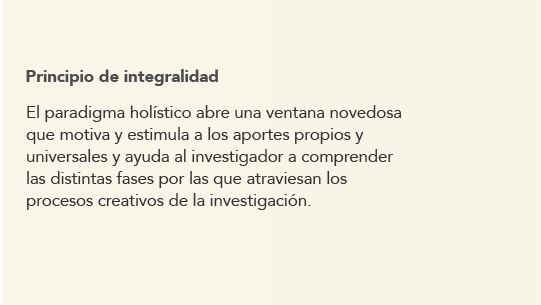 Principio de integralidad
El paradigma holístico abre una ventana novedosa
que motiva y estimula a los aportes propios y
universales y ayuda al investigador a comprender
las distintas fases por las que atraviesan los
procesos creativos de la investigación.